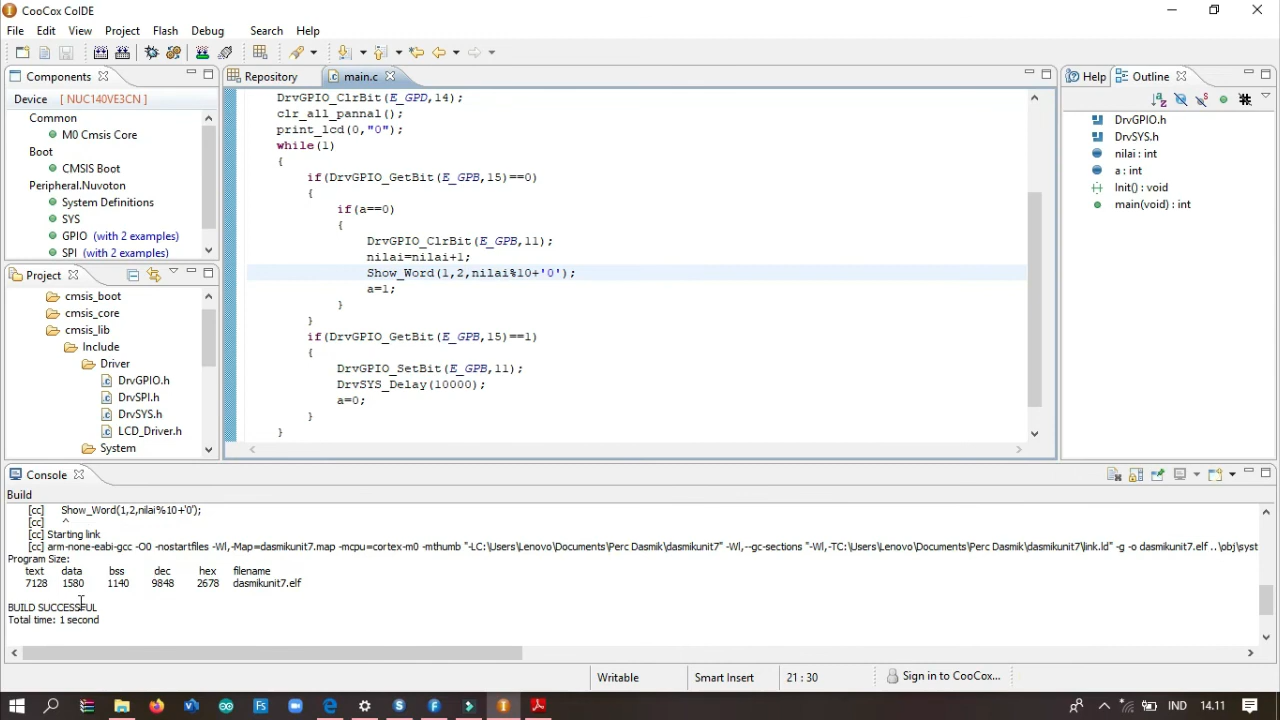 CooCox CoIDE
File Edit View Project Flash Debug Search Help
Components
Device [ NUC140VE3CN ]
Common
M0 Cmsis Core
Boot
CMSIS Boot
Peripheral.Nuvoton
System Definitions
SYS
GPIO (with 2 examples)
SPI (with 2 examples)
Project
cmsis_boot
cmsis_core
cmsis_lib
Include
Driver
DrvGPIO.h
DrvSPI.h
DrvSYS.h
LCD_Driver.h
System
Repository main.c
DrvGPIO_ClrBit(E_GPD,14);
clr_all_pannal();
print_lcd(0,"0");
while(1)
{
if(DrvGPIO_GetBit(E_GPB,15)==0)
{
if(a==0)
{
DrvGPIO_ClrBit(E_GPB,11);
nilai=nilai+1;
Show_Word(1,2,nilai%10+'0');
a=1;
}
}
if(DrvGPIO_GetBit(E_GPB,15)==1)
{
DrvGPIO_SetBit(E_GPB,11);
DrvSYS_Delay(10000);
a=0;
}
}
Help Outline
DrvGPIO.h
DrvSYS.h
nilai : int
a : int
Init() : void
main(void) : int
Console
Build
[cc] Show_Word(1,2,nilai%10+'0');
[cc] ^
[cc] Starting link
[cc] arm-none-eabi-gcc -O0 -nostartfiles -Wl,-Map=dasmikunit7.map -mcpu=cortex-m0 -mthumb "-LC:\Users\Lenovo\Documents\Perc Dasmik\dasmikunit7" -Wl,--gc-sections "-Wl,-TC:\Users\Lenovo\Documents\Perc Dasmik\dasmikunit7\link.ld" -g -o dasmikunit7.elf ..\obj\syst
Program Size:
text data bss dec hex filename
7128 1580 1140 9848 2678 dasmikunit7.elf
BUILD SUCCESSFUL
Total time: 1 second
Writable Smart Insert 21 : 30 Sign in to CooCox...
IND 14.11